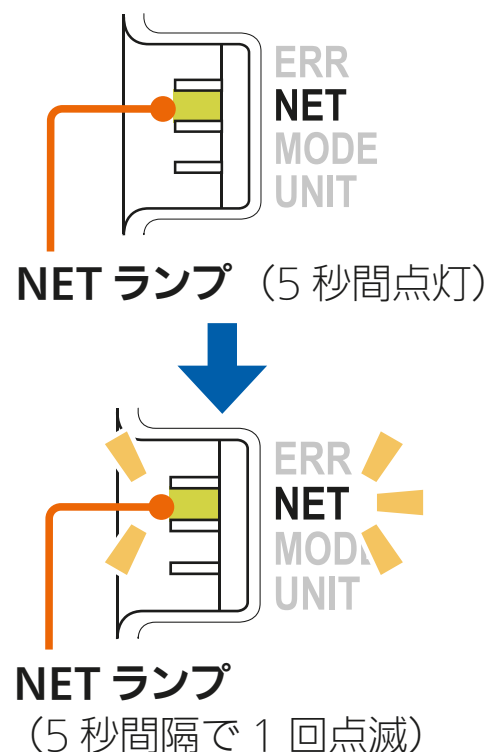 ERR
NET
MODE
UNIT
NET ランプ（5 秒間点灯）
ERR
NET
MODE
UNIT
NET ランプ
（5 秒間隔で 1 回点滅）